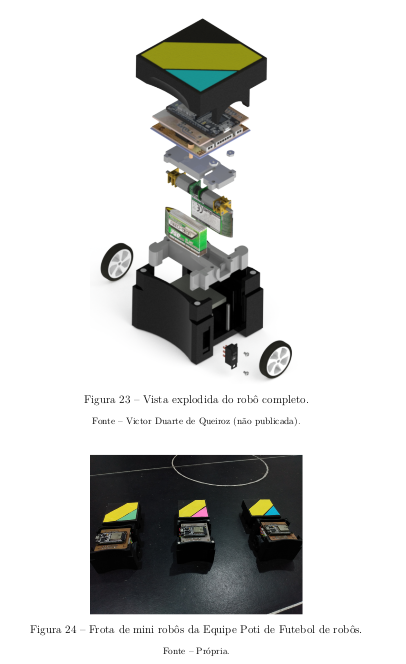 Figura 23 – Vista explodida do robô completo.
Fonte – Victor Duarte de Queiroz (não publicada).
Figura 24 – Frota de mini robôs da Equipe Poti de Futebol de robôs.
Fonte – Própria.